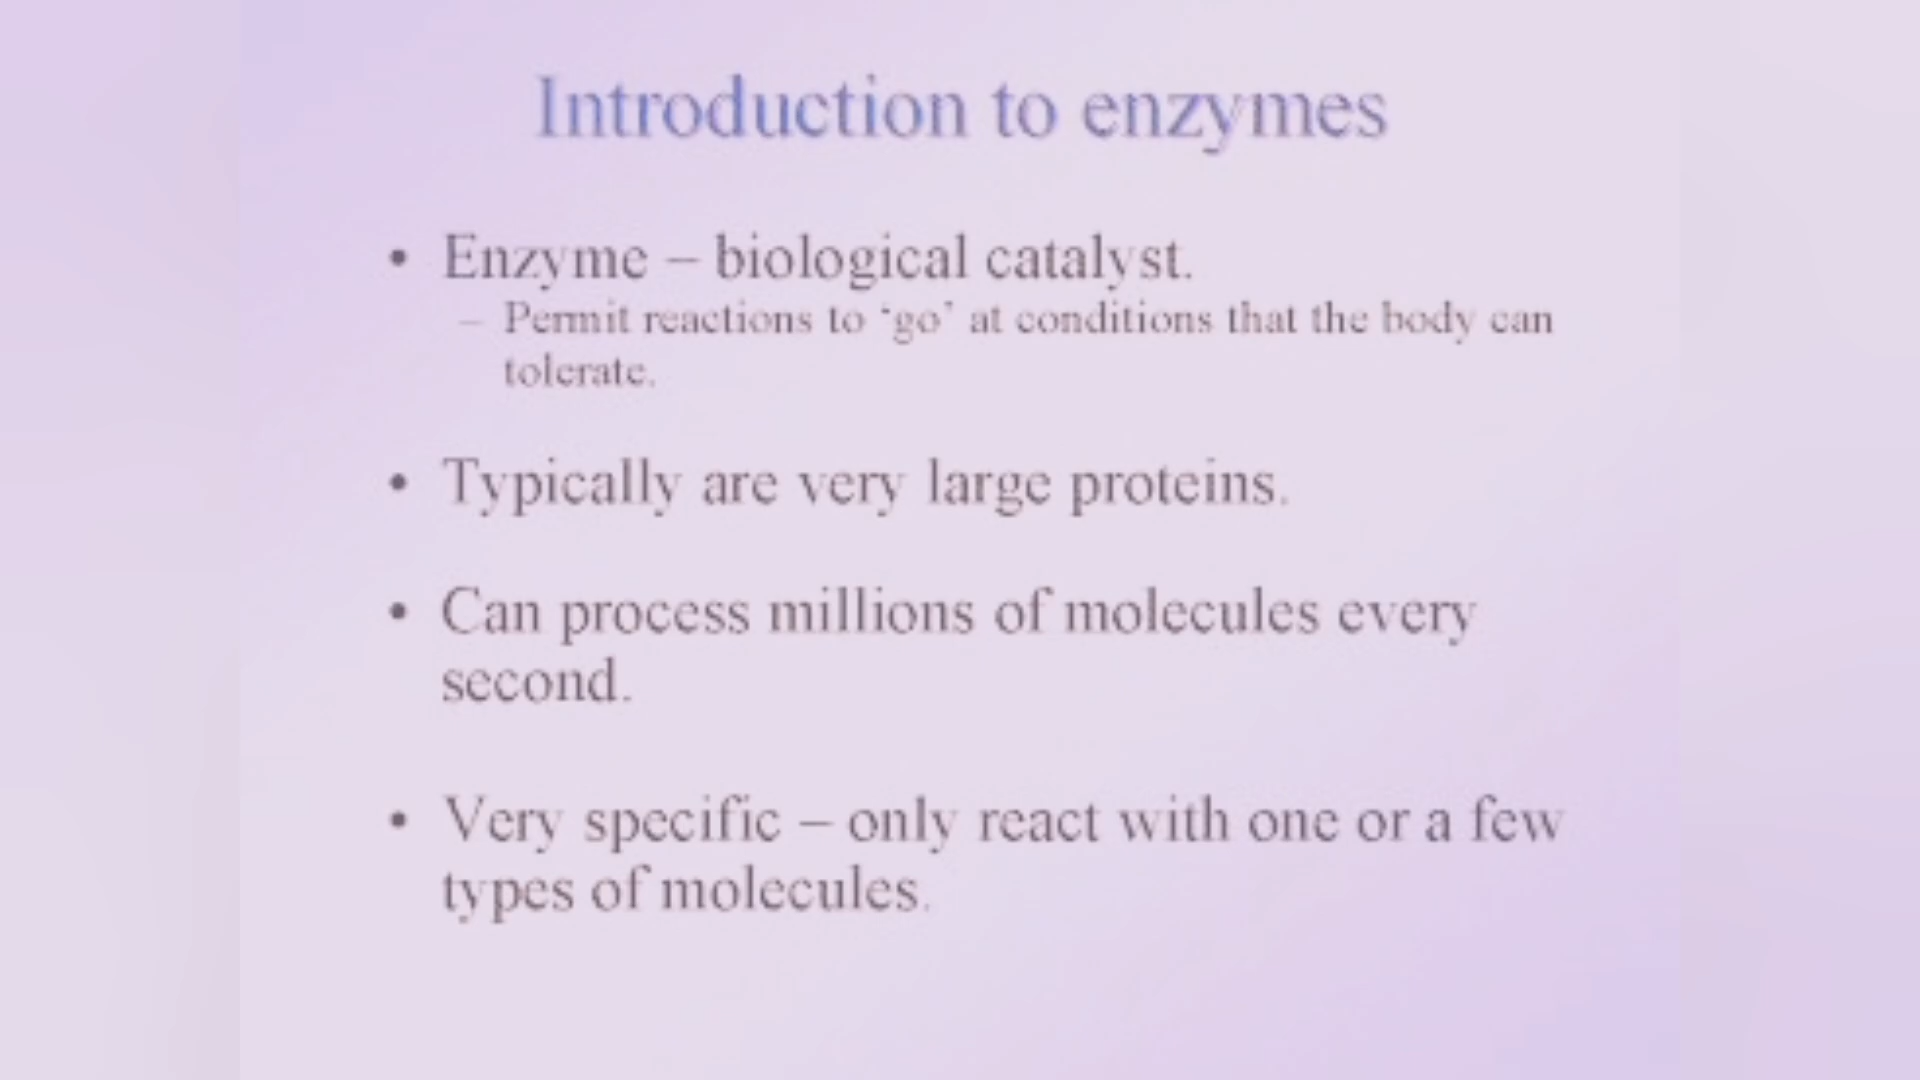 Introduction to enzymes
• Enzyme – biological catalyst.
– Permit reactions to ‘go’ at conditions that the body can
tolerate.
• Typically are very large proteins.
• Can process millions of molecules every
second.
• Very specific – only react with one or a few
types of molecules.